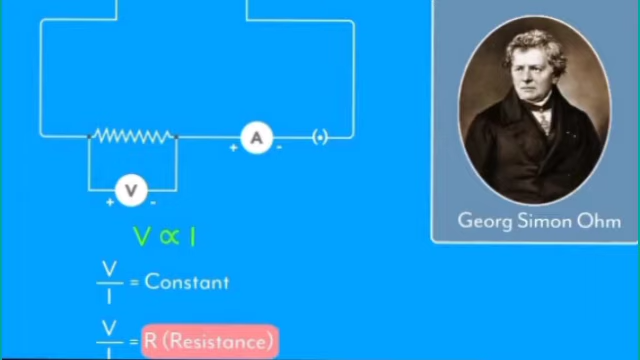 A
+ -
V
+ -
V ∝ I
V/I = Constant
V/I = R (Resistance)
Georg Simon Ohm